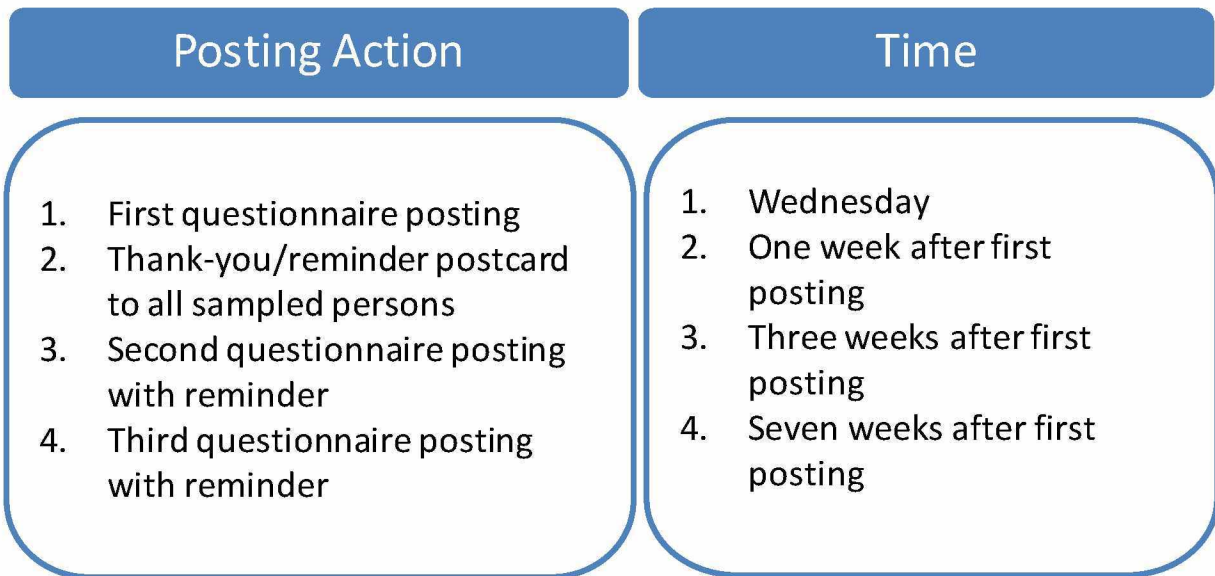 Posting Action
Time
1. First questionnaire posting
2. Thank-you/reminder postcard
to all sampled persons
3. Second questionnaire posting
with reminder
4. Third questionnaire posting
with reminder
1. Wednesday
2. One week after first
posting
3. Three weeks after first
posting
4. Seven weeks after first
posting